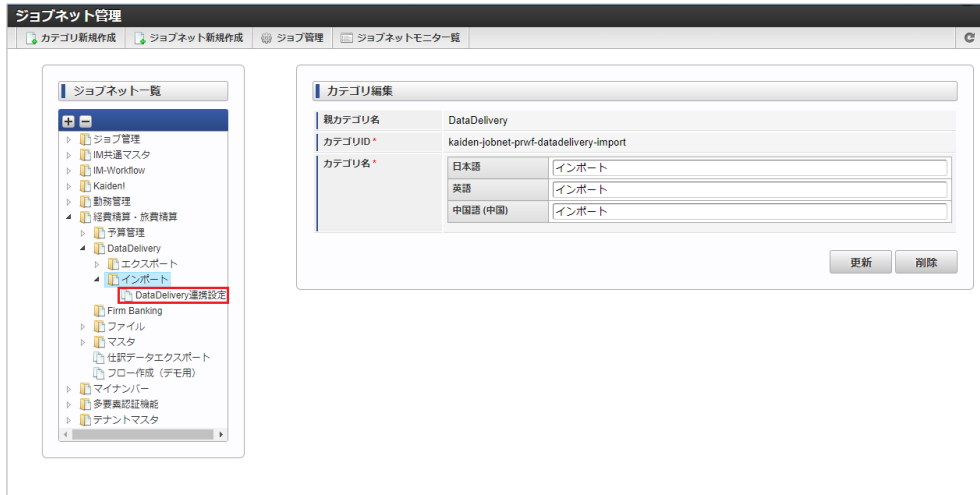 ジョブネット管理
カテゴリ新規作成 ジョブネット新規作成 ジョブ管理 ジョブネットモニター覧
ジョブネット一覧
ジョブ管理
IM共通マスタ
IM-Workflow
Kaiden!
勤務管理
経費精算・旅費精算
予算管理
DataDelivery
エクスポート
インポート
DataDelivery連携設定
Firm Banking
ファイル
マスタ
仕訳データエクスポート
フロー作成（デモ用）
マイナンバー
多要素認証機能
テナントマスタ
カテゴリ編集
親カテゴリ名 DataDelivery
カテゴリID* kaiden-jobnet-prwf-datadelivery-import
カテゴリ名*
日本語 インポート
英語 インポート
中国語 (中国) インポート
更新 削除